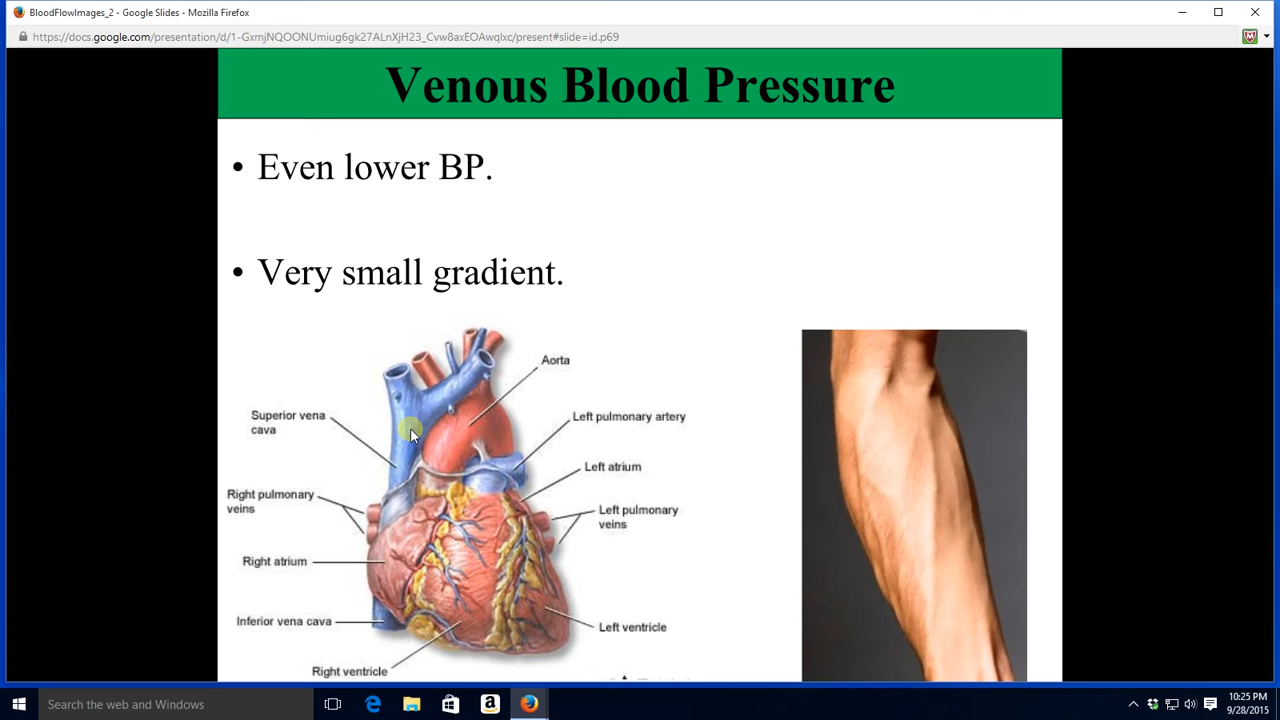 BloodFlowImages_2 - Google Slides - Mozilla Firefox
https://docs.google.com/presentation/d/1-GxmjNQOONUmiug6gk27ALnXjH23_Cvw8axEOAwqlxc/present#slide=id.p69
Venous Blood Pressure
• Even lower BP.
• Very small gradient.
Aorta
Superior vena
cava
Left pulmonary artery
Left atrium
Right pulmonary
veins
Left pulmonary
veins
Right atrium
Inferior vena cava
Left ventricle
Right ventricle
Search the web and Windows
10:25 PM
9/28/2015